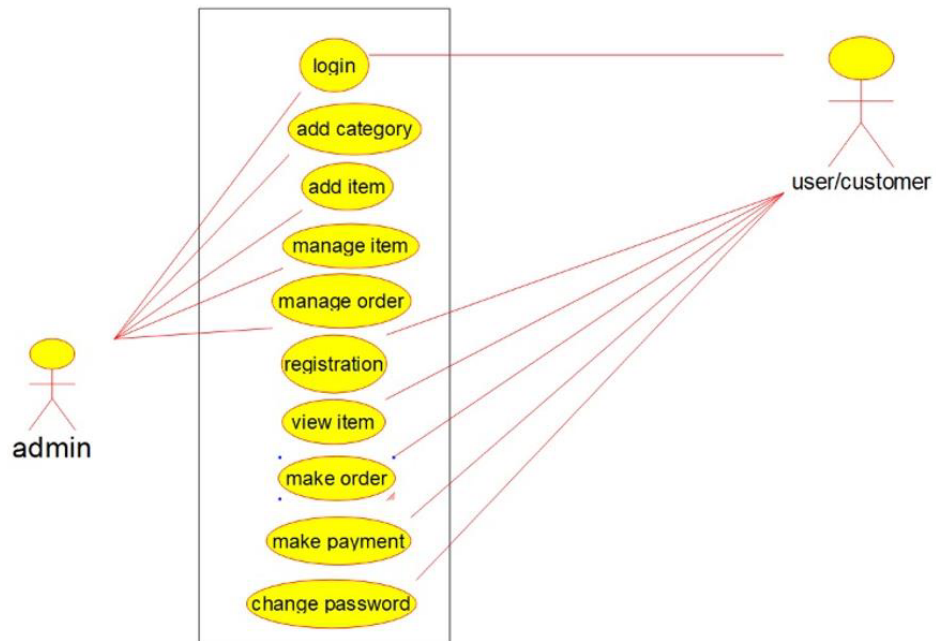 login
add category
add item
manage item
manage order
registration
view item
make order
make payment
change password
user/customer
admin